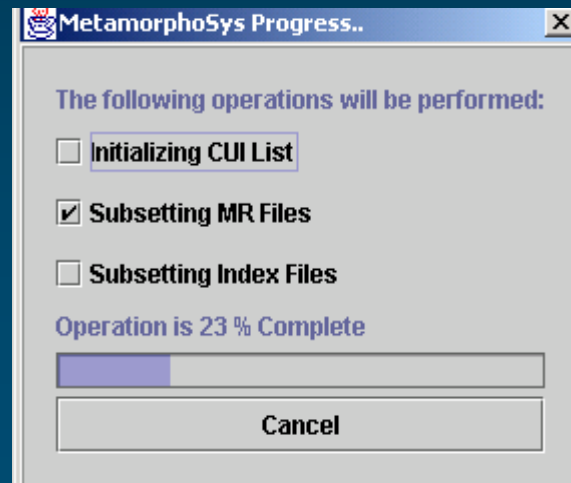 MetamorphoSys Progress..
The following operations will be performed:
Initializing CUI List
Subsetting MR Files
Subsetting Index Files
Operation is 23 % Complete
Cancel